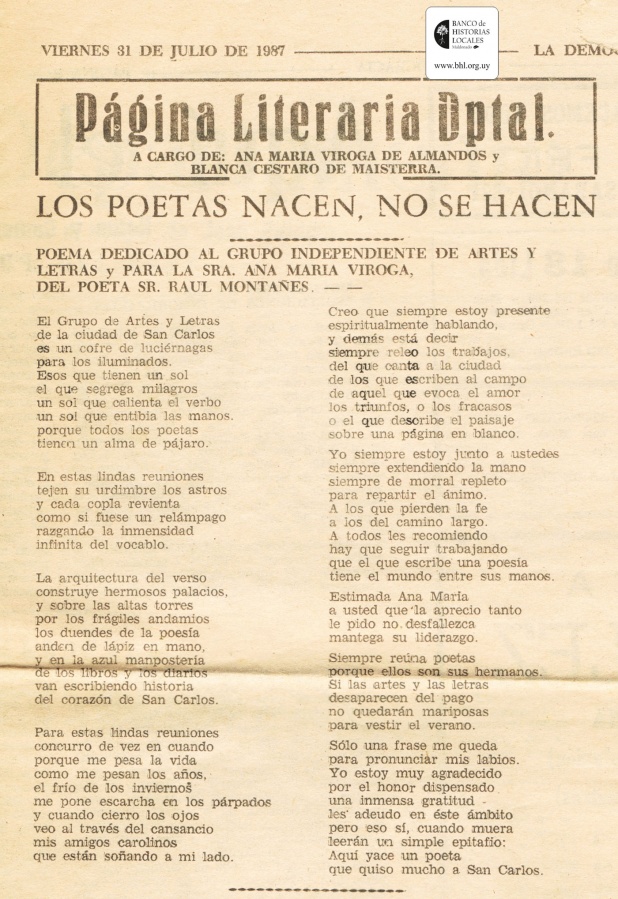 BANCO de
HISTORIAS
LOCALES
Maldonado
www.bhl.org.uy
VIERNES 31 DE JULIO DE 1987
LA DEMO
Página Literaria Dptal.
A CARGO DE: ANA MARIA VIROGA DE ALMANDOS y
BLANCA CESTARO DE MAISTERRA.
LOS POETAS NACEN, NO SE HACEN
POEMA DEDICADO AL GRUPO INDEPENDIENTE DE ARTES Y
LETRAS y PARA LA SRA. ANA MARIA VIROGA,
DEL POETA SR. RAUL MONTAÑES. — —
El Grupo de Artes y Letras
de la ciudad de San Carlos
es un cofre de luciérnagas
para los iluminados.
Esos que tienen un sol
el que segrega milagros
un sol que calienta el verbo
un sol que entibia las manos.
porque todos los poetas
tienen un alma de pájaro.
En estas lindas reuniones
tejen su urdimbre los astros
y cada copla revienta
como si fuese un relámpago
razgando la inmensidad
infinita del vocablo.
La arquitectura del verso
construye hermosos palacios,
y sobre las altas torres
por los frágiles andamios
los duendes de la poesía
andan de lápiz en mano,
y en la azul manpostería
de los libros y los diarios
van escribiendo historia
del corazón de San Carlos.
Para estas lindas reuniones
concurro de vez en cuando
porque me pesa la vida
como me pesan los años,
el frío de los inviernos
me pone escarcha en los párpados
y cuando cierro los ojos
veo al través del cansancio
mis amigos carolinos
que están soñando a mi lado.
Creo que siempre estoy presente
espiritualmente hablando,
y demás está decir
siempre releo los trabajos,
del que canta a la ciudad
de los que escriben al campo
de aquel que evoca el amor
los triunfos, o los fracasos
o el que describe el paisaje
sobre una página en blanco.
Yo siempre estoy junto a ustedes
siempre extendiendo la mano
siempre de morral repleto
para repartir el ánimo.
A los que pierden la fe
a los del camino largo.
A todos les recomiendo
hay que seguir trabajando
que el que escribe una poesía
tiene el mundo entre sus manos.
Estimada Ana María
a usted que la aprecio tanto
le pido no desfallezca
mantega su liderazgo.
Siempre reúna poetas
porque ellos son sus hermanos.
Si las artes y las letras
desaparecen del pago
no quedarán mariposas
para vestir el verano.
Sólo una frase me queda
para pronunciar mis labios.
Yo estoy muy agradecido
por el honor dispensado
una inmensa gratitud -
les adeudo en éste ámbito
pero eso sí, cuando muera
leerán un simple epitafio:
Aquí yace un poeta
que quiso mucho a San Carlos.